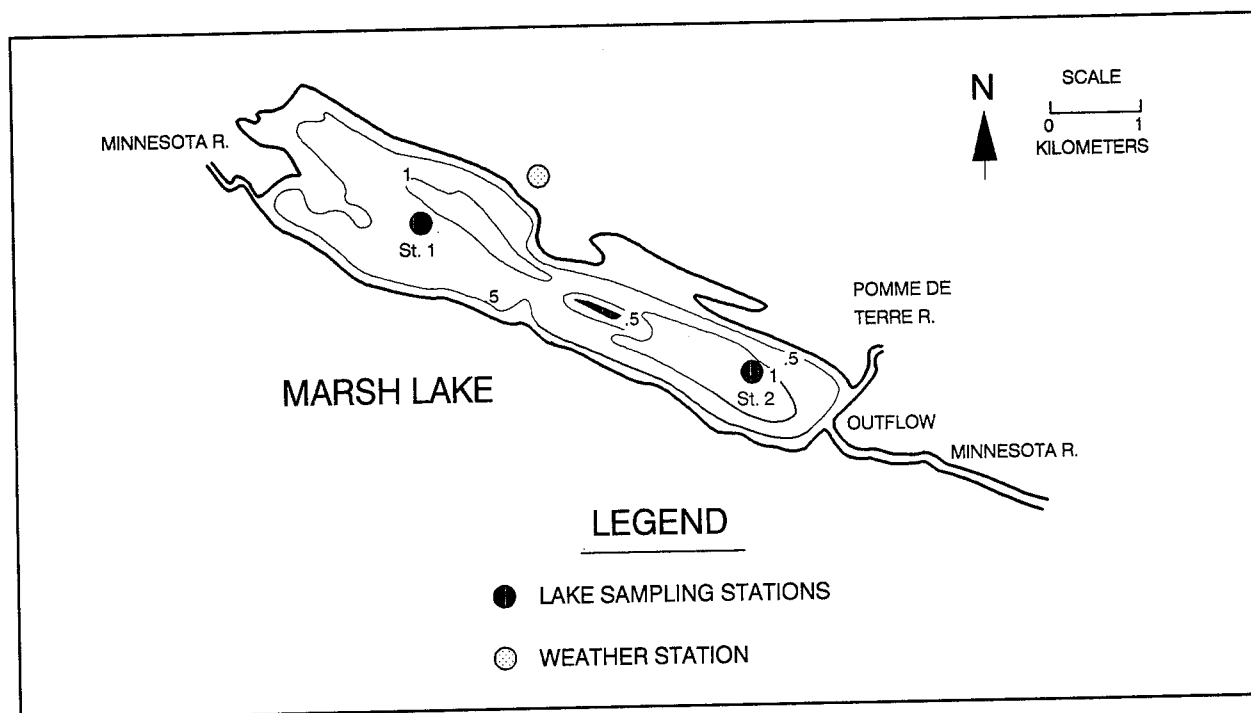 N
SCALE
0 1
KILOMETERS
MINNESOTA R.
1
St. 1
.5
.5
POMME DE
TERRE R.
.5
1
St. 2
OUTFLOW
MINNESOTA R.
MARSH LAKE
LEGEND
LAKE SAMPLING STATIONS
WEATHER STATION